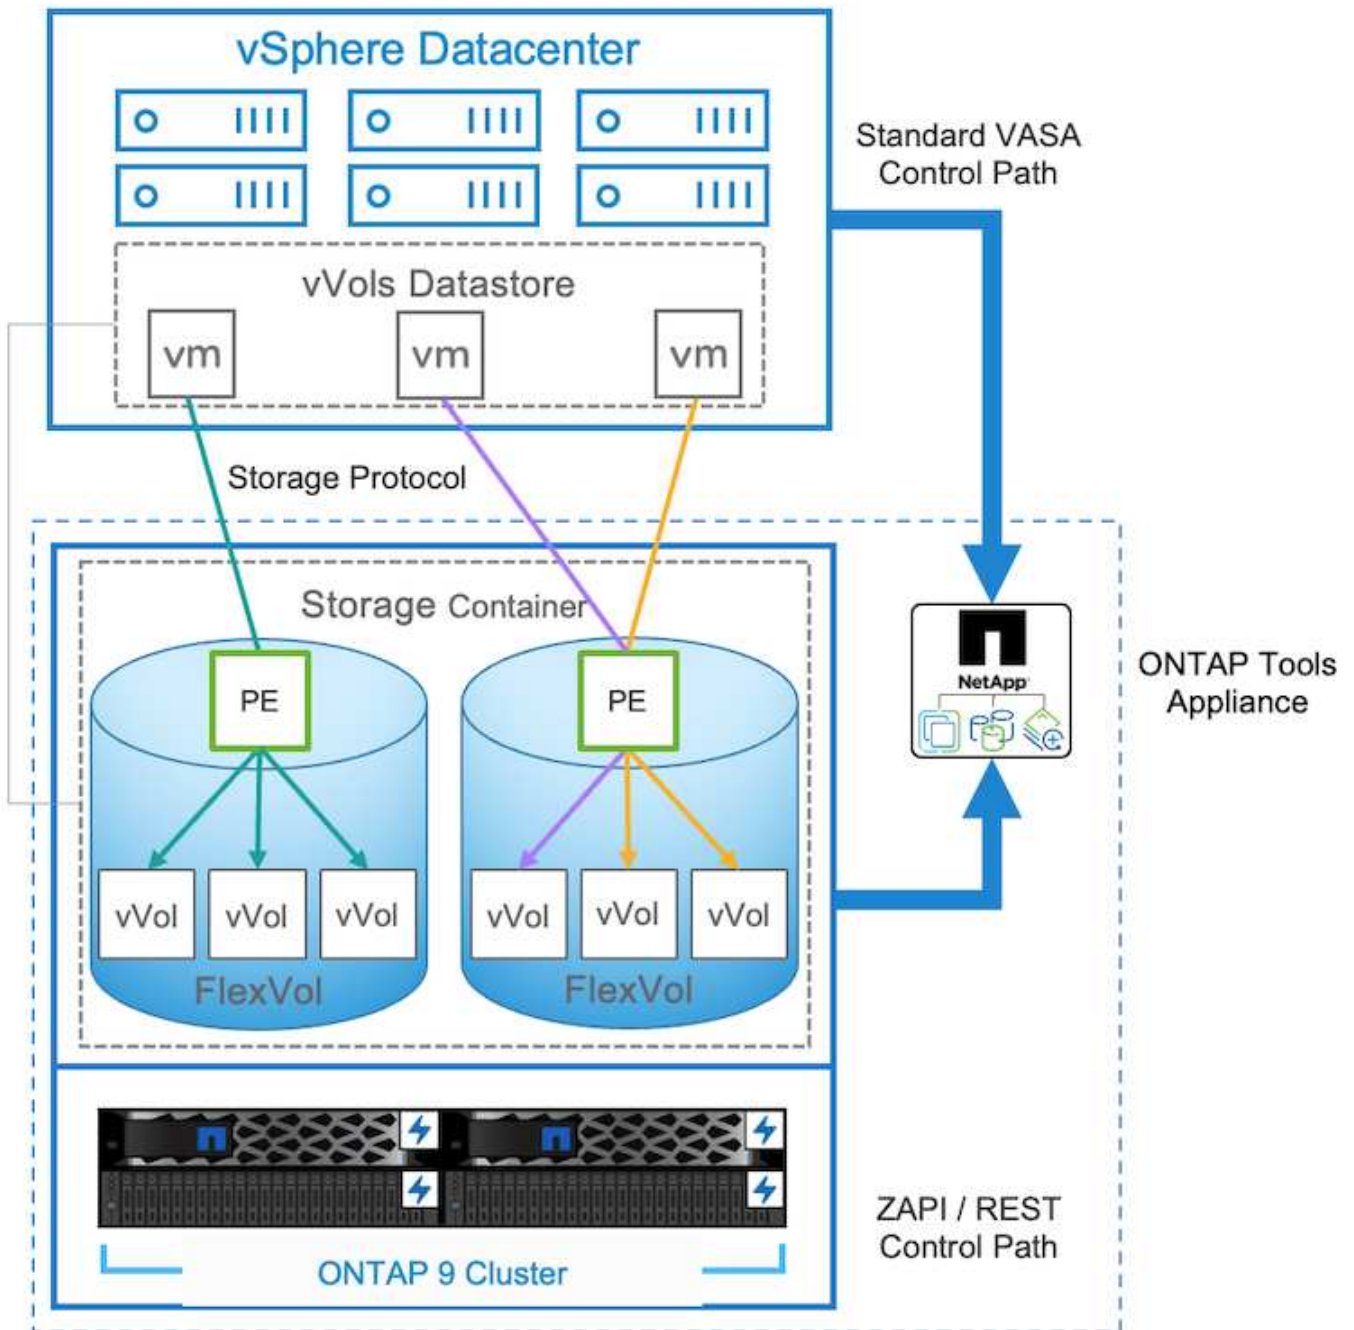 vSphere Datacenter
Standard VASA
Control Path
vVols Datastore
vm
vm
vm
Storage Protocol
Storage Container
PE
PE
NetApp
ONTAP Tools
Appliance
vVol
vVol
vVol
vVol
vVol
vVol
FlexVol
FlexVol
ZAPI / REST
Control Path
ONTAP 9 Cluster